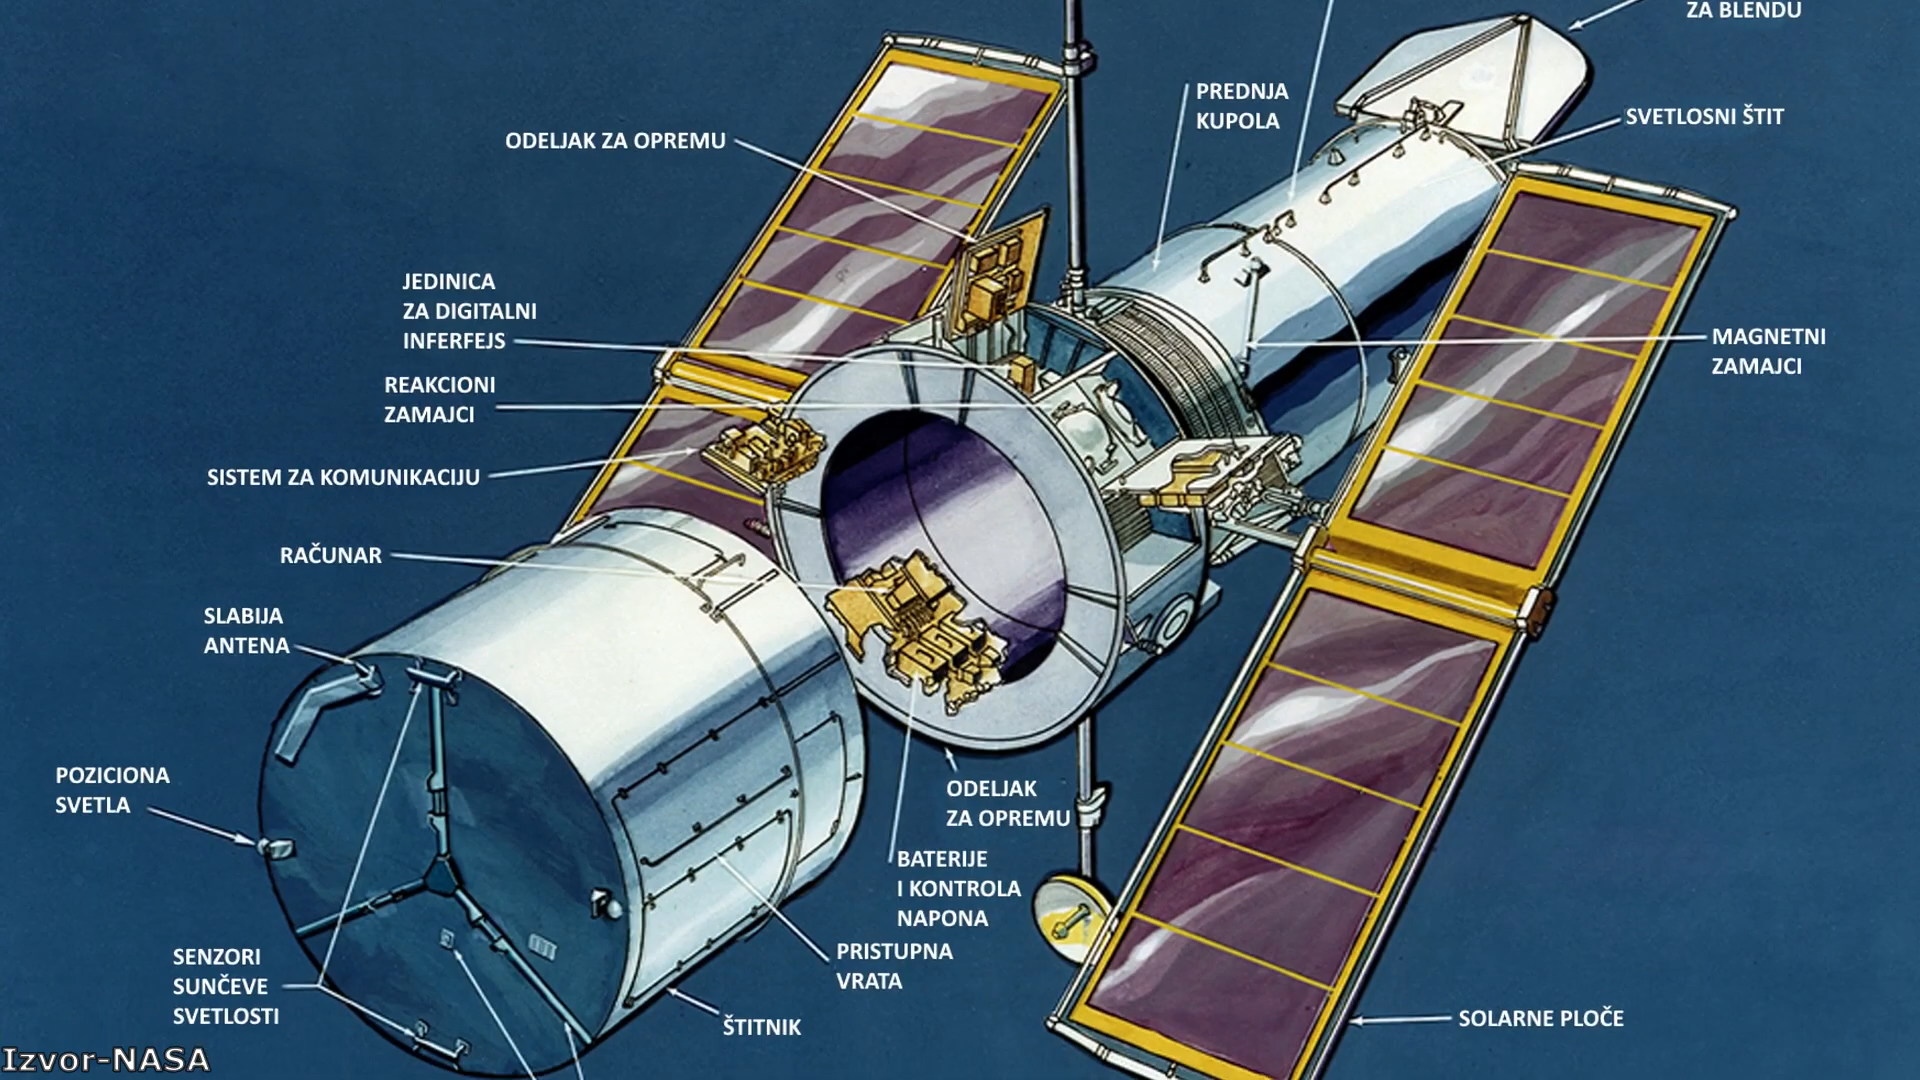 ZA BLENDU
PREDNJA
KUPOLA
SVETLOSNI ŠTIT
ODELJAK ZA OPREMU
JEDINICA
ZA DIGITALNI
INFERFEJS
MAGNETNI
ZAMAJCI
REAKCIONI
ZAMAJCI
SISTEM ZA KOMUNIKACIJU
RAČUNAR
SLABIJA
ANTENA
POZICIONA
SVETLA
ODELJAK
ZA OPREMU
BATERIJE
I KONTROLA
NAPONA
PRISTUPNA
VRATA
SENZORI
SUNČEVE
SVETLOSTI
ŠTITNIK
SOLARNE PLOČE
Izvor-NASA